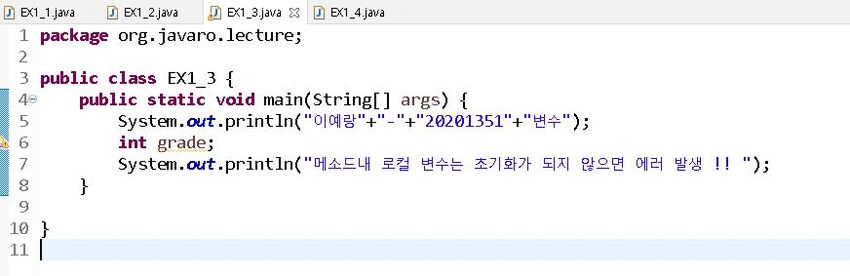 EX1_1.java EX1_2.java EX1_3.java EX1_4.java
1 package org.javaro.lecture;
2
3 public class EX1_3 {
4 public static void main(String[] args) {
5 System.out.println("이예랑"+"-"+"20201351"+"변수");
6 int grade;
7 System.out.println("메소드내 로컬 변수는 초기화가 되지 않으면 에러 발생 !! ");
8 }
9
10 }
11